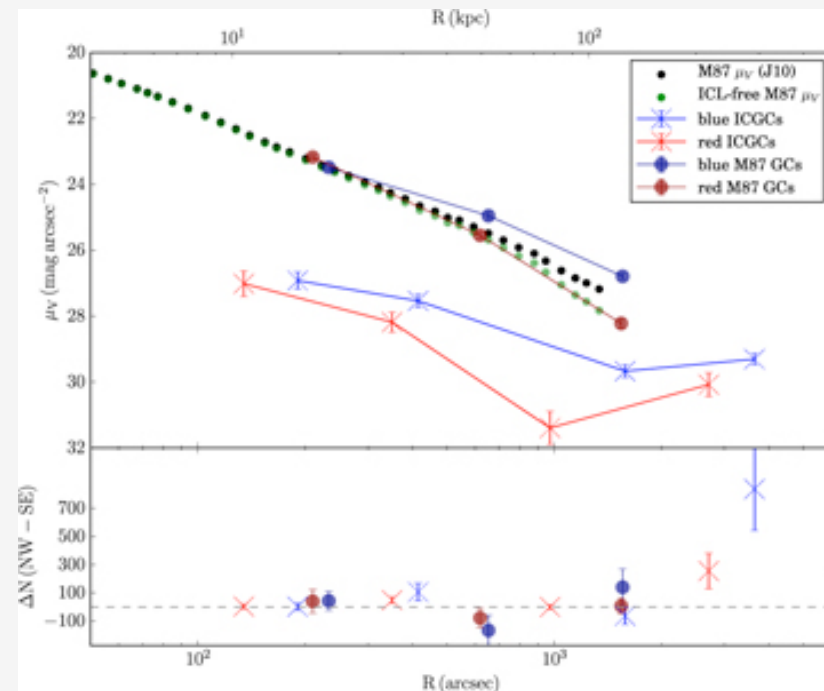 R (kpc)
10¹ 10²
20
22
24
26
28
30
32
μ_V (mag arcsec⁻²)
M87 μ_V (J10)
ICL-free M87 μ_V
blue ICGCs
red ICGCs
blue M87 GCs
red M87 GCs
700
500
300
100
−100
ΔN (NW − SE)
10² 10³
R (arcsec)